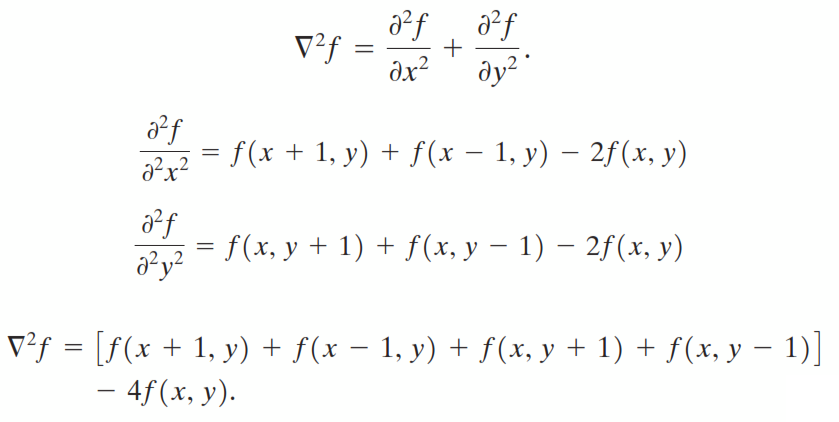 ∇²f = ∂²f/∂x² + ∂²f/∂y².
∂²f/∂²x² = f(x + 1, y) + f(x − 1, y) − 2f(x, y)
∂²f/∂²y² = f(x, y + 1) + f(x, y − 1) − 2f(x, y)
∇²f = [f(x + 1, y) + f(x − 1, y) + f(x, y + 1) + f(x, y − 1)]
− 4f(x, y).